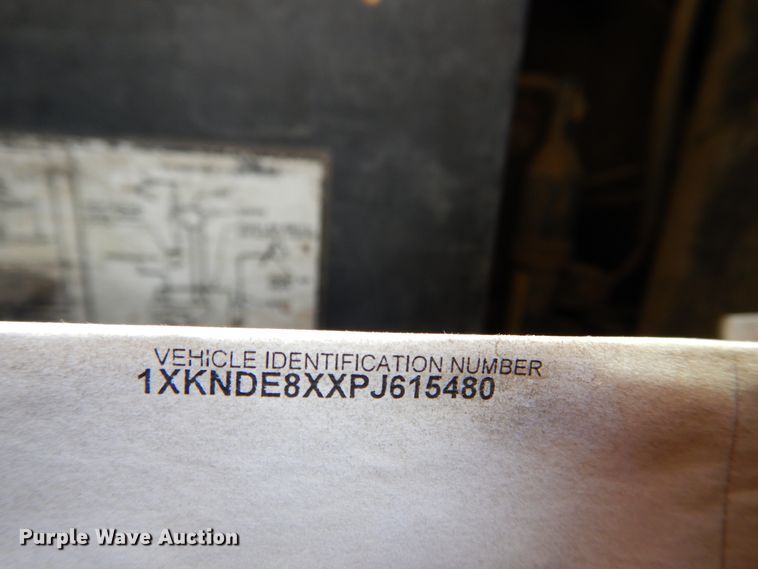 VEHICLE IDENTIFICATION NUMBER
1XKNDE8XXPJ615480
Purple Wave Auction